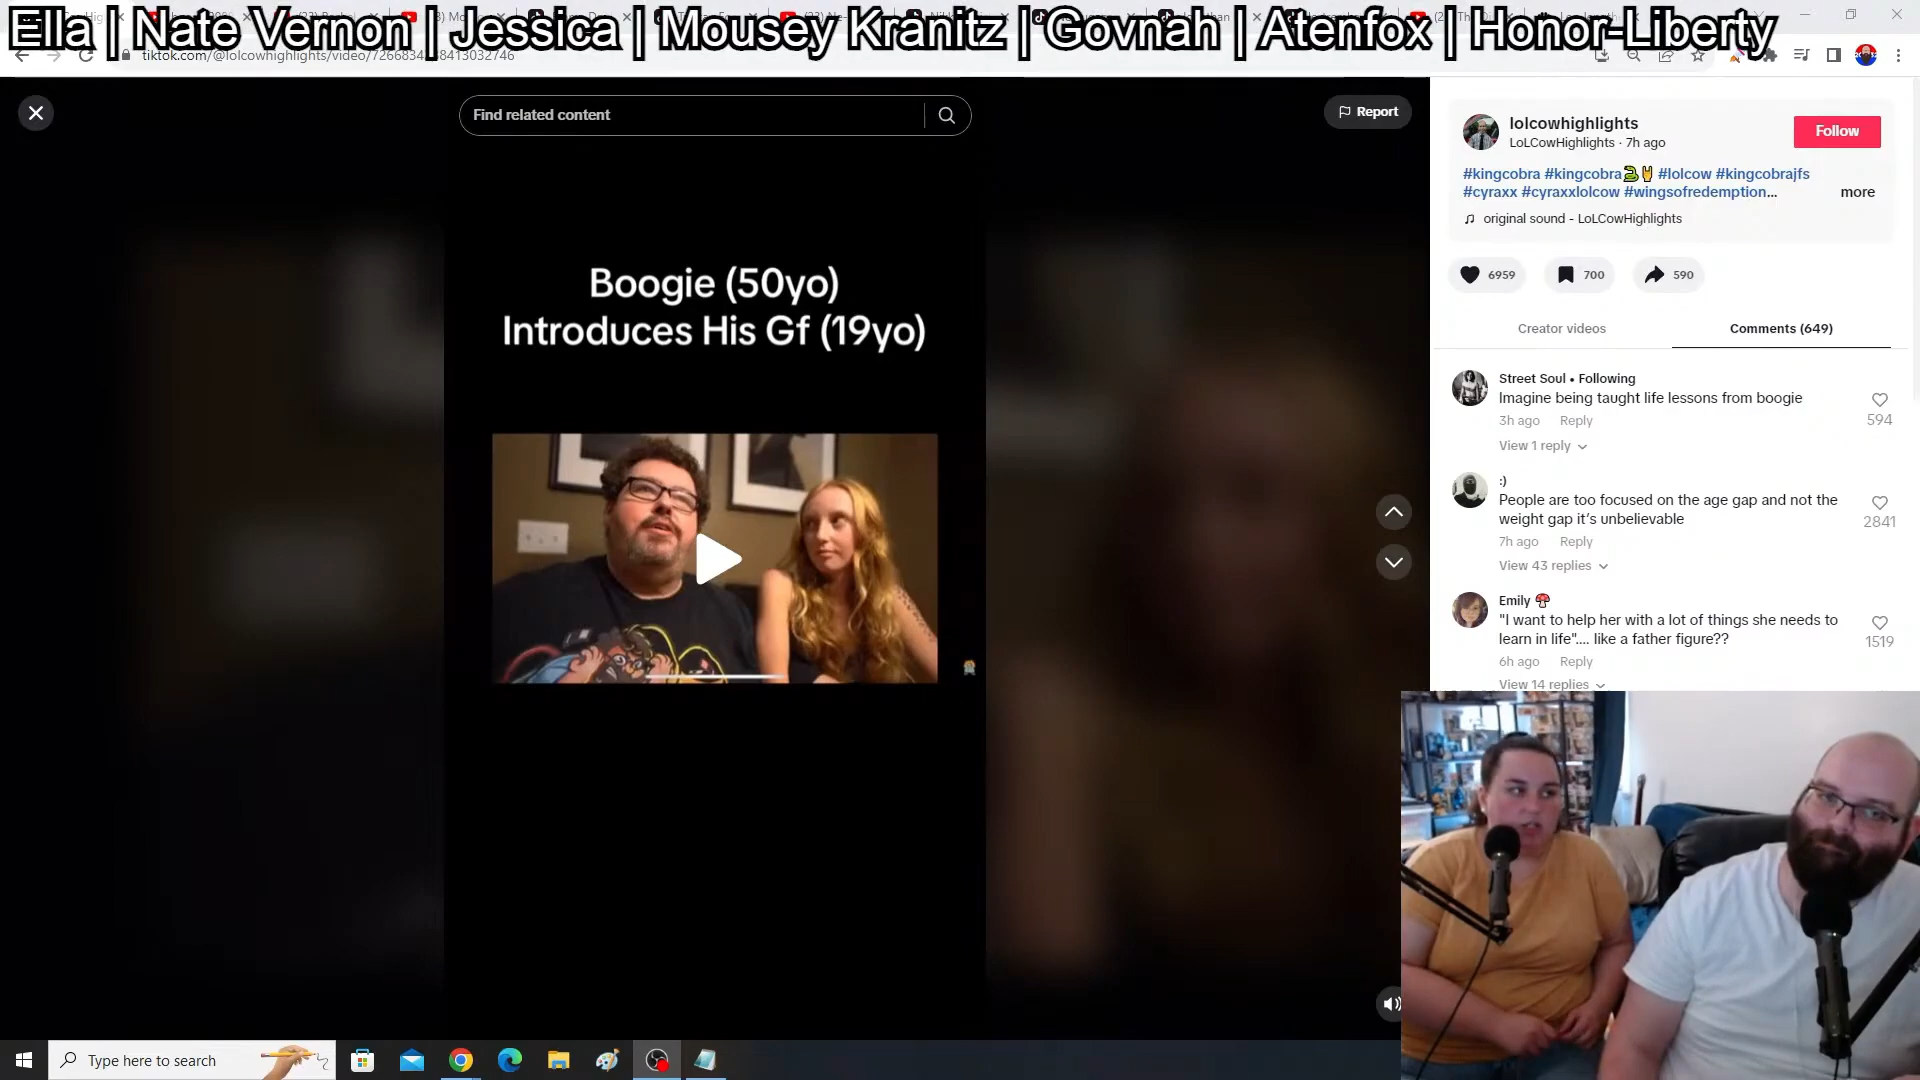 Ella | Nate Vernon | Jessica | Mousey Kranitz | Govnah | Atenfox | Honor-Liberty
Find related content
Report
lolcowhighlights
LoLCowHighlights · 7h ago
Follow
#kingcobra #kingcobra🐍🤘 #lolcow #kingcobrajfs
#cyraxx #cyraxxlolcow #wingsofredemption...
more
original sound - LoLCowHighlights
6959
700
590
Creator videos
Comments (649)
Boogie (50yo)
Introduces His Gf (19yo)
Street Soul • Following
Imagine being taught life lessons from boogie
594
3h ago Reply
View 1 reply
:)
People are too focused on the age gap and not the
weight gap it's unbelievable
2841
7h ago Reply
View 43 replies
Emily 🍄
"I want to help her with a lot of things she needs to
learn in life".... like a father figure??
1519
6h ago Reply
View 14 replies
Type here to search